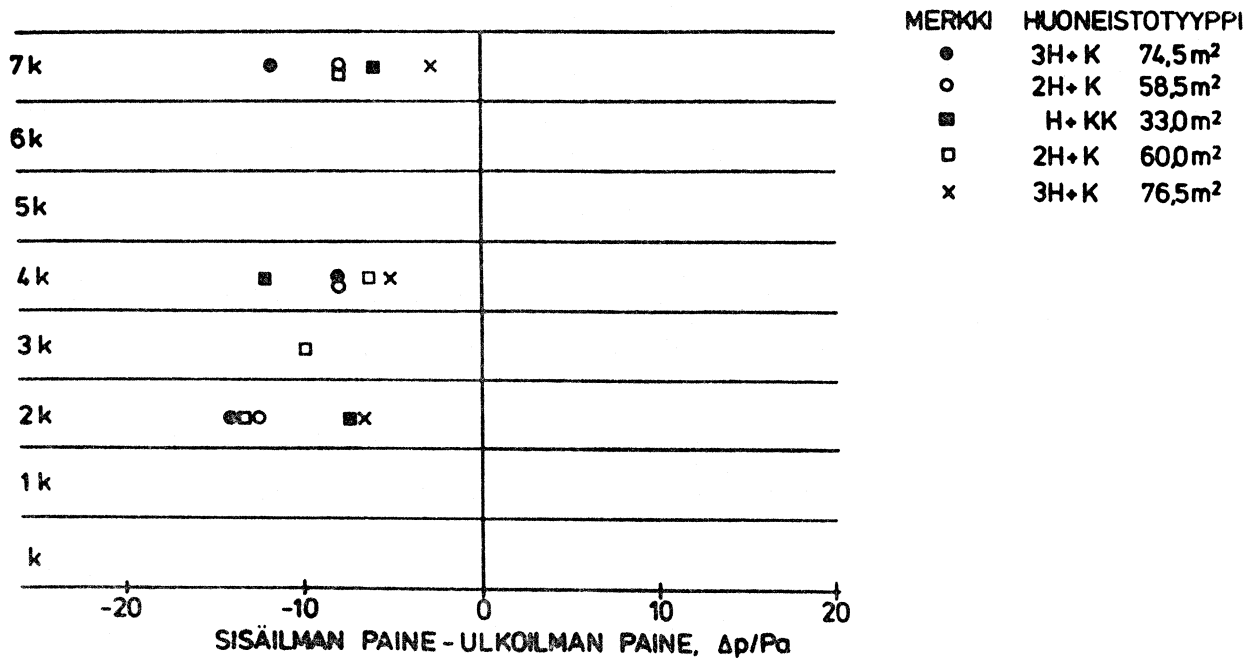 MERKKI HUONEISTOTYYPPI
3H+K 74,5m²
2H+K 58,5m²
H+KK 33,0m²
2H+K 60,0m²
3H+K 76,5m²
7k
6k
5k
4k
3k
2k
1k
k
-20 -10 0 10 20
SISÄILMAN PAINE - ULKOILMAN PAINE, Δp/Pa